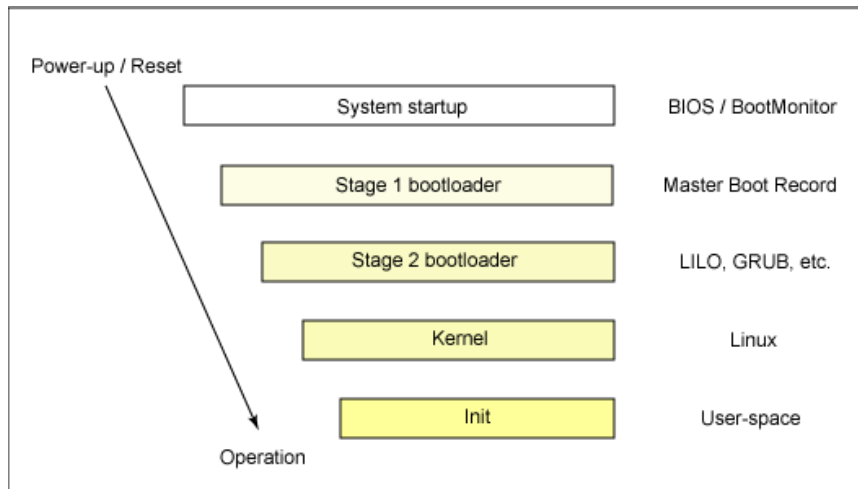 Power-up / Reset
System startup
BIOS / BootMonitor
Stage 1 bootloader
Master Boot Record
Stage 2 bootloader
LILO, GRUB, etc.
Kernel
Linux
Init
User-space
Operation